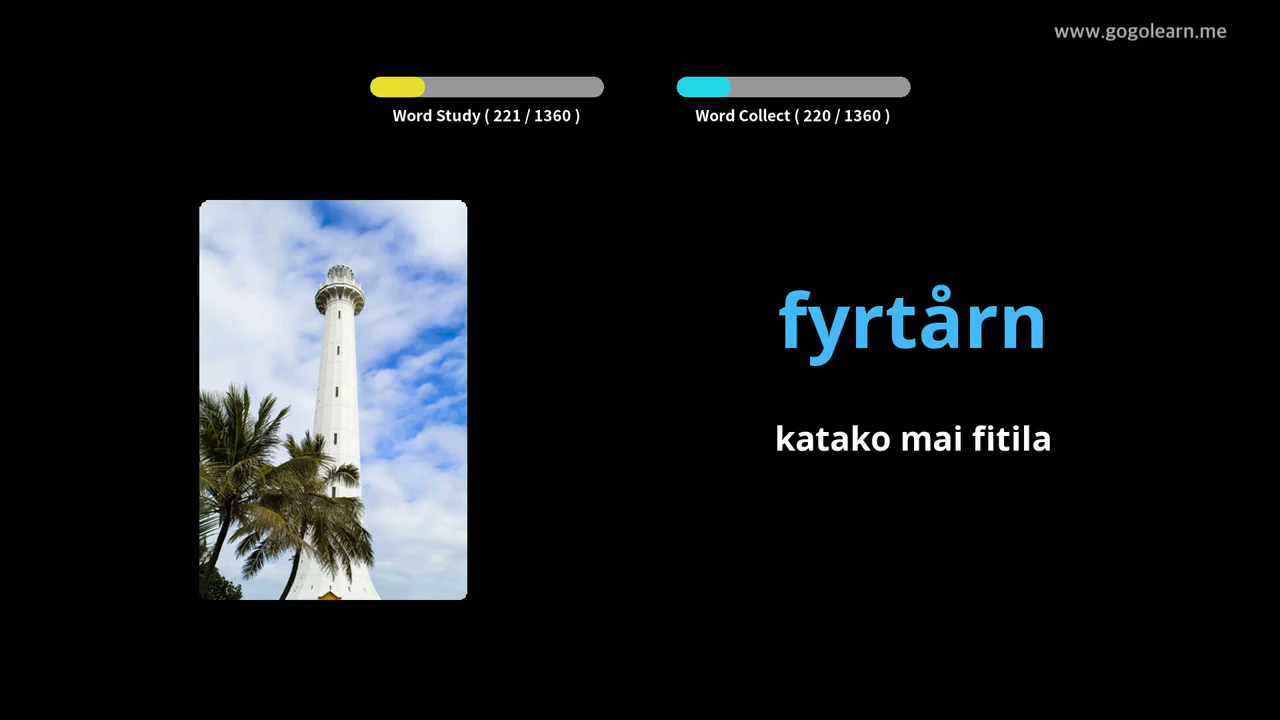 www.gogolearn.me
Word Study ( 221 / 1360 )
Word Collect ( 220 / 1360 )
fyrtårn
katako mai fitila